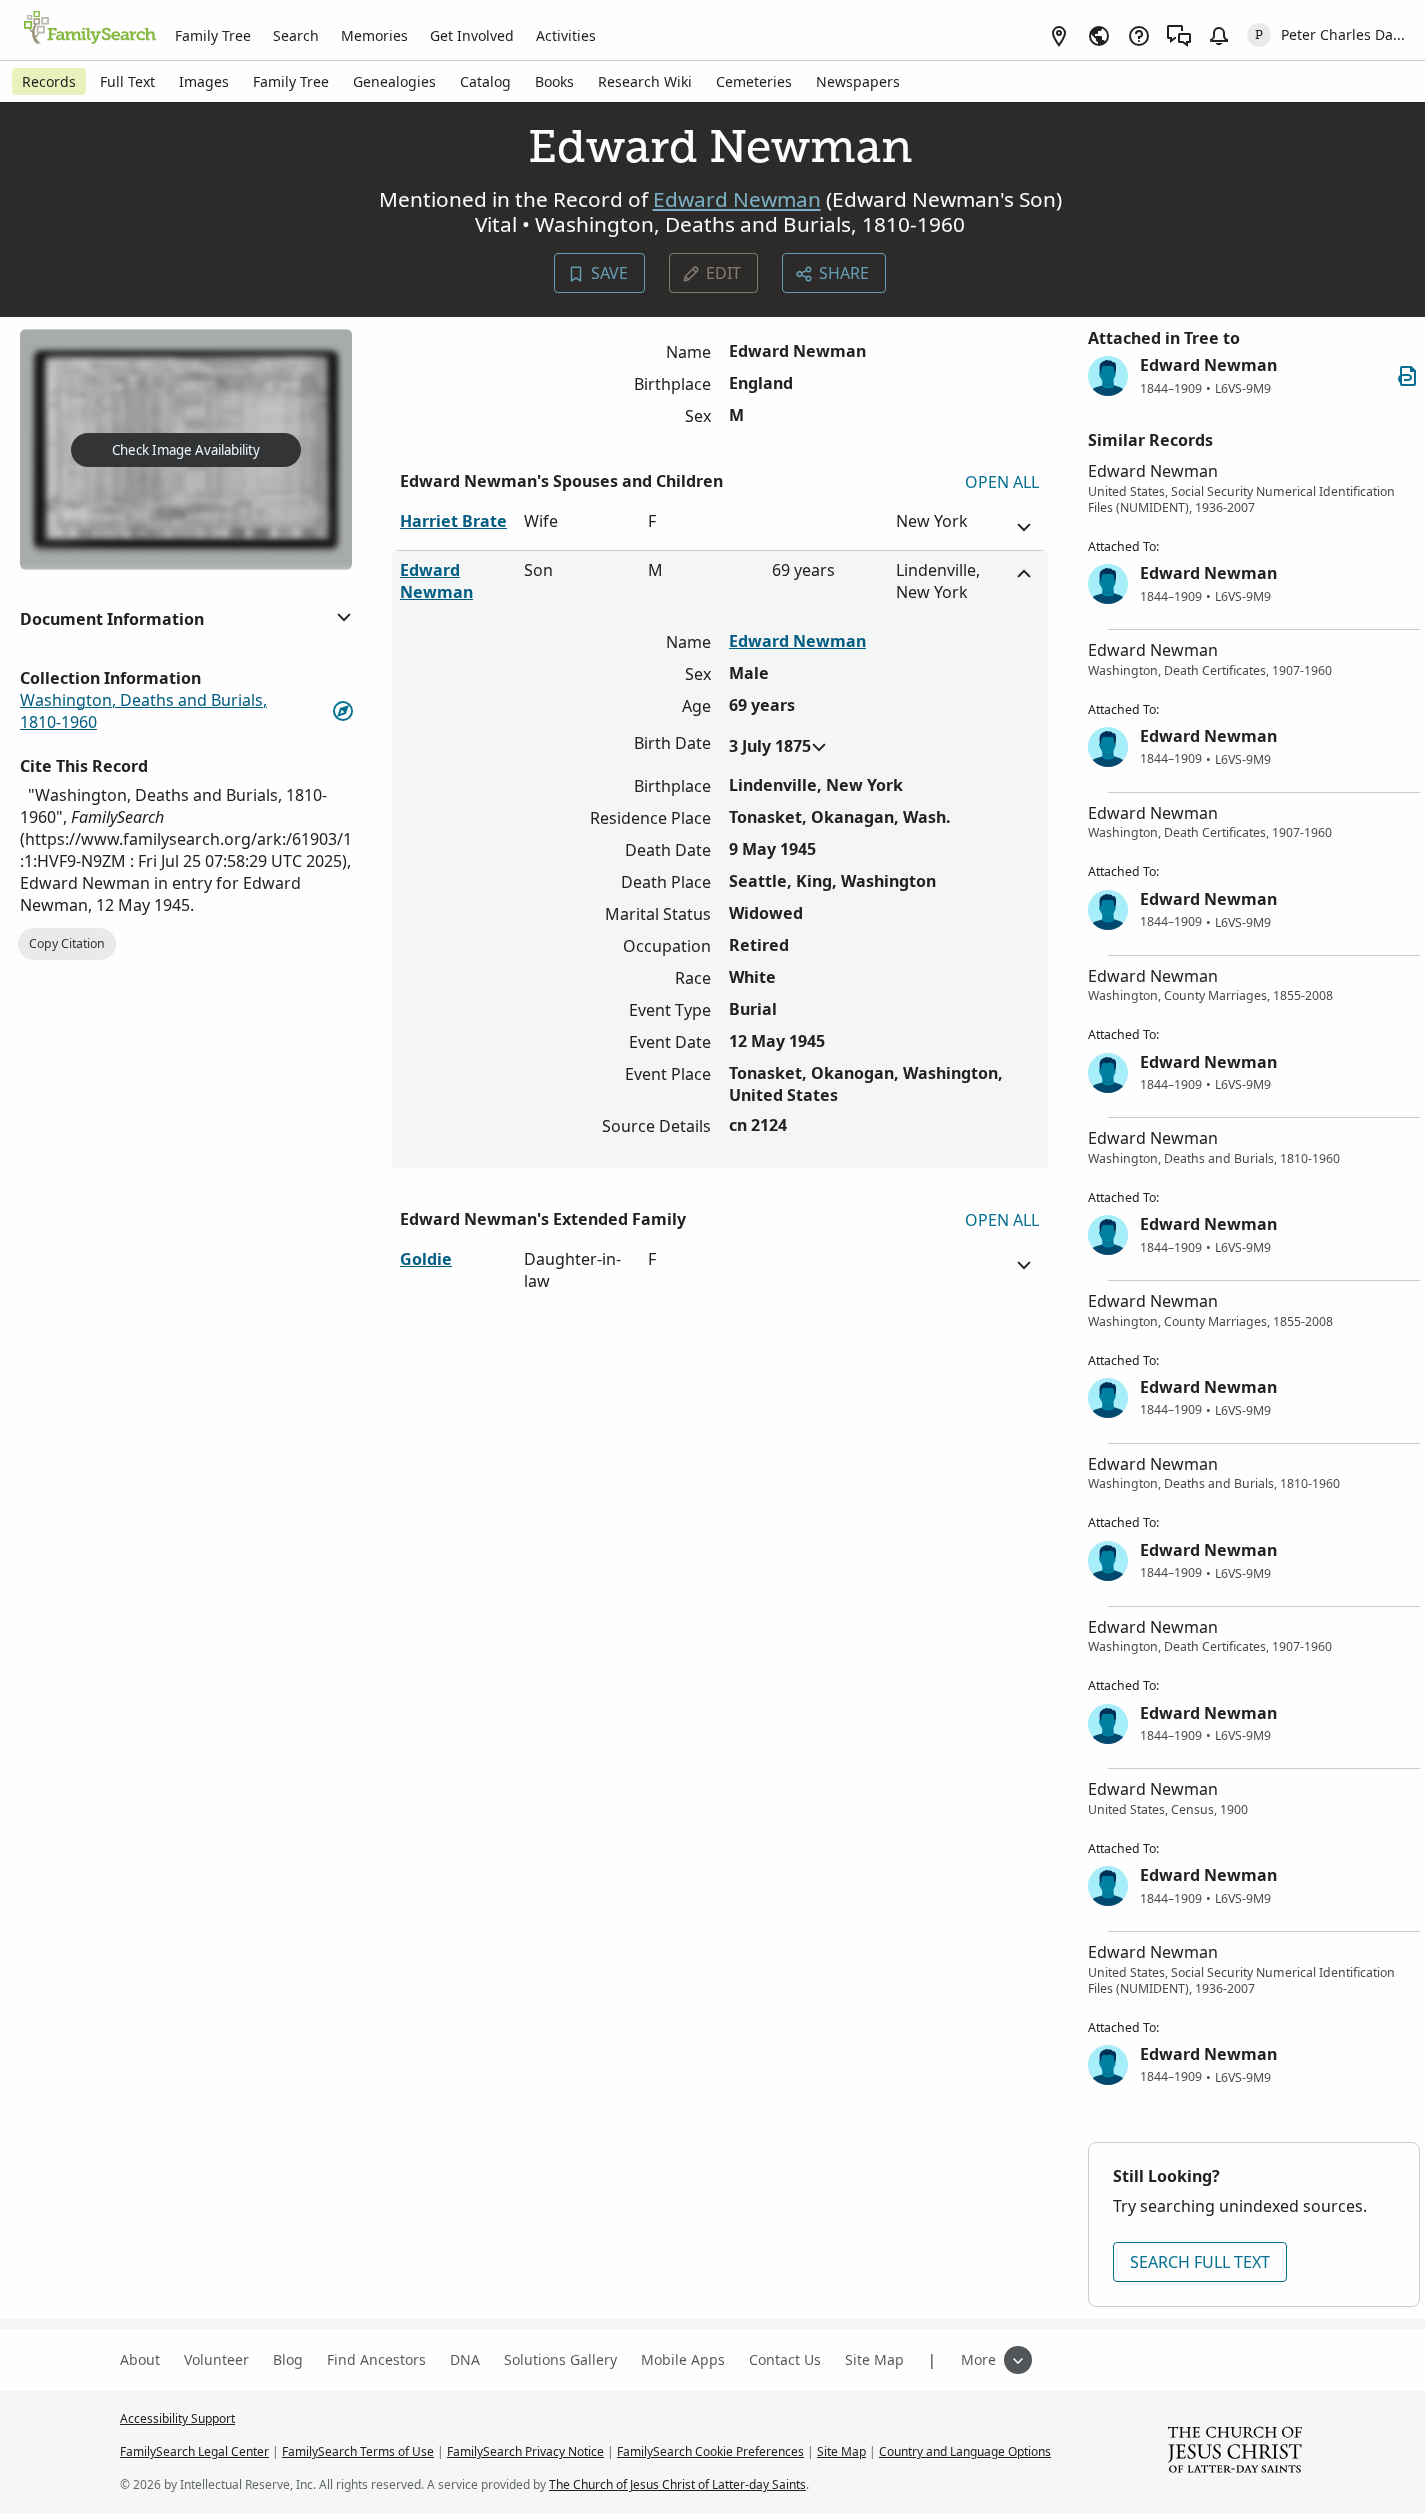 FamilySearch
Family Tree Search Memories Get Involved Activities
P Peter Charles Da...
Records Full Text Images Family Tree Genealogies Catalog Books Research Wiki Cemeteries Newspapers
Edward Newman
Mentioned in the Record of Edward Newman (Edward Newman's Son)
Vital • Washington, Deaths and Burials, 1810-1960
SAVE EDIT SHARE
Check Image Availability
Document Information
Collection Information
Washington, Deaths and Burials,
1810-1960
Cite This Record
"Washington, Deaths and Burials, 1810-
1960", FamilySearch
(https://www.familysearch.org/ark:/61903/1
:1:HVF9-N9ZM : Fri Jul 25 07:58:29 UTC 2025),
Edward Newman in entry for Edward
Newman, 12 May 1945.
Copy Citation
Name Edward Newman
Birthplace England
Sex M
Edward Newman's Spouses and Children OPEN ALL
Harriet Brate Wife F New York
Edward Son M 69 years Lindenville,
Newman New York
Name Edward Newman
Sex Male
Age 69 years
Birth Date 3 July 1875
Birthplace Lindenville, New York
Residence Place Tonasket, Okanagan, Wash.
Death Date 9 May 1945
Death Place Seattle, King, Washington
Marital Status Widowed
Occupation Retired
Race White
Event Type Burial
Event Date 12 May 1945
Event Place Tonasket, Okanogan, Washington,
United States
Source Details cn 2124
Edward Newman's Extended Family OPEN ALL
Goldie Daughter-in- F
law
Attached in Tree to
Edward Newman
1844–1909 • L6VS-9M9
Similar Records
Edward Newman
United States, Social Security Numerical Identification
Files (NUMIDENT), 1936-2007
Attached To:
Edward Newman
1844–1909 • L6VS-9M9
Edward Newman
Washington, Death Certificates, 1907-1960
Attached To:
Edward Newman
1844–1909 • L6VS-9M9
Edward Newman
Washington, Death Certificates, 1907-1960
Attached To:
Edward Newman
1844–1909 • L6VS-9M9
Edward Newman
Washington, County Marriages, 1855-2008
Attached To:
Edward Newman
1844–1909 • L6VS-9M9
Edward Newman
Washington, Deaths and Burials, 1810-1960
Attached To:
Edward Newman
1844–1909 • L6VS-9M9
Edward Newman
Washington, County Marriages, 1855-2008
Attached To:
Edward Newman
1844–1909 • L6VS-9M9
Edward Newman
Washington, Deaths and Burials, 1810-1960
Attached To:
Edward Newman
1844–1909 • L6VS-9M9
Edward Newman
Washington, Death Certificates, 1907-1960
Attached To:
Edward Newman
1844–1909 • L6VS-9M9
Edward Newman
United States, Census, 1900
Attached To:
Edward Newman
1844–1909 • L6VS-9M9
Edward Newman
United States, Social Security Numerical Identification
Files (NUMIDENT), 1936-2007
Attached To:
Edward Newman
1844–1909 • L6VS-9M9
Still Looking?
Try searching unindexed sources.
SEARCH FULL TEXT
About Volunteer Blog Find Ancestors DNA Solutions Gallery Mobile Apps Contact Us Site Map | More
Accessibility Support
FamilySearch Legal Center | FamilySearch Terms of Use | FamilySearch Privacy Notice | FamilySearch Cookie Preferences | Site Map | Country and Language Options
© 2026 by Intellectual Reserve, Inc. All rights reserved. A service provided by The Church of Jesus Christ of Latter-day Saints.
THE CHURCH OF
JESUS CHRIST
OF LATTER-DAY SAINTS